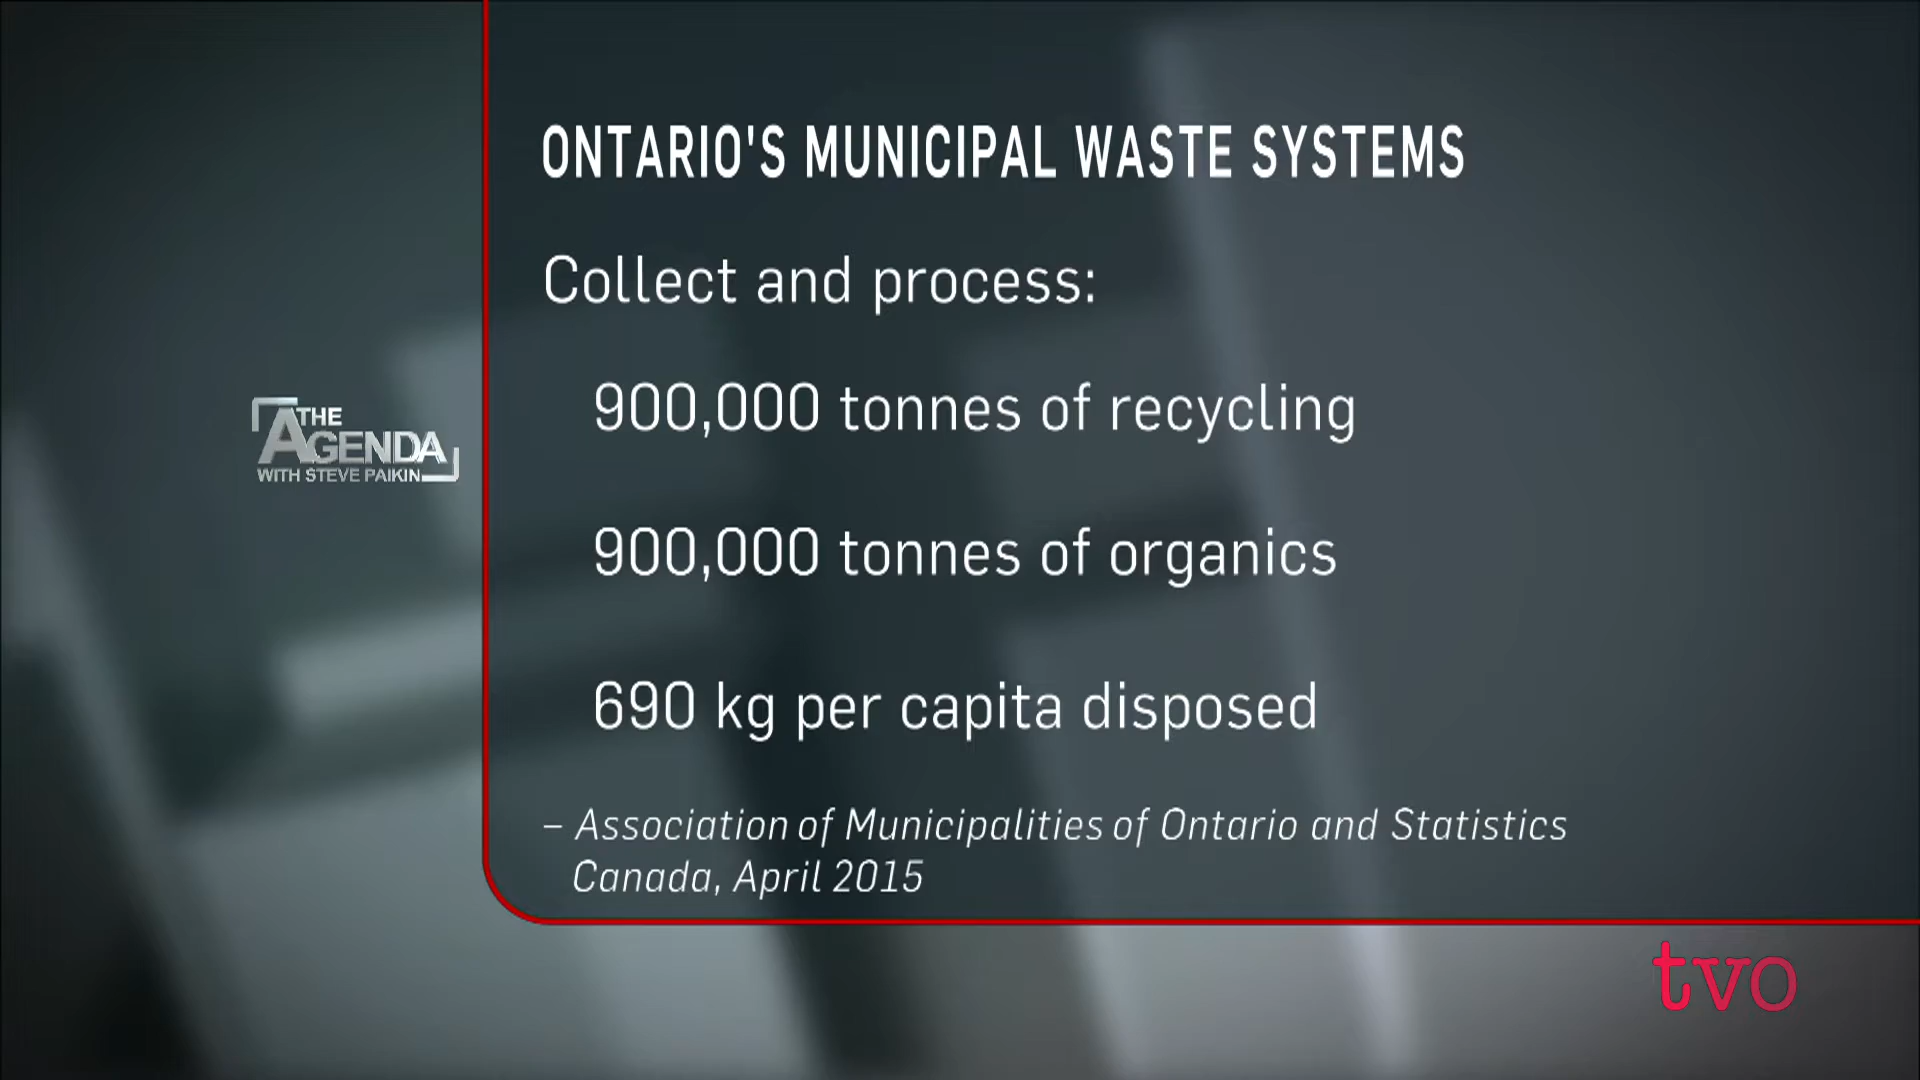 ONTARIO'S MUNICIPAL WASTE SYSTEMS
Collect and process:
900,000 tonnes of recycling
THE
AGENDA
WITH STEVE PAIKIN
900,000 tonnes of organics
690 kg per capita disposed
– Association of Municipalities of Ontario and Statistics
Canada, April 2015
tvo